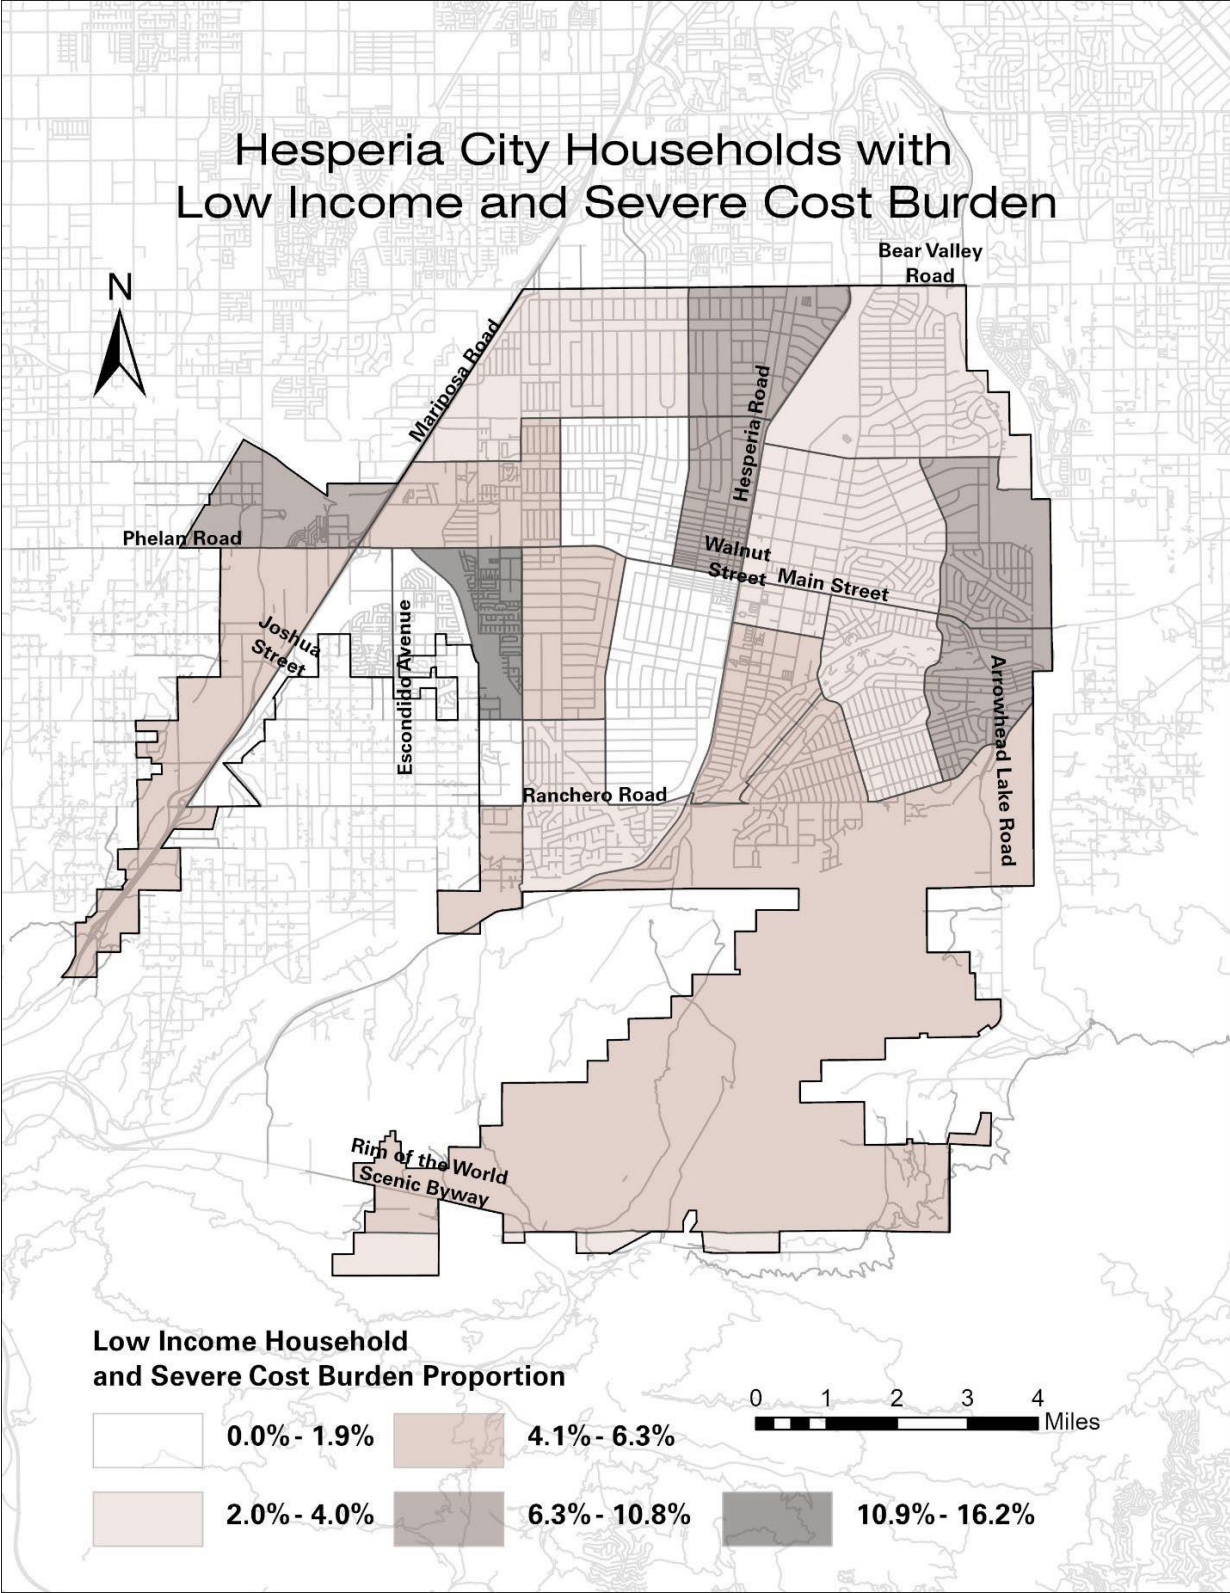 Hesperia City Households with
Low Income and Severe Cost Burden
Bear Valley
Road
N
Mariposa Road
Hesperia Road
Phelan Road
Walnut
Street
Main Street
Joshua
Street
Escondido Avenue
Arrowhead Lake Road
Ranchero Road
Rim of the World
Scenic Byway
Low Income Household
and Severe Cost Burden Proportion
0 1 2 3 4
Miles
0.0% - 1.9%
4.1% - 6.3%
2.0% - 4.0%
6.3% - 10.8%
10.9% - 16.2%